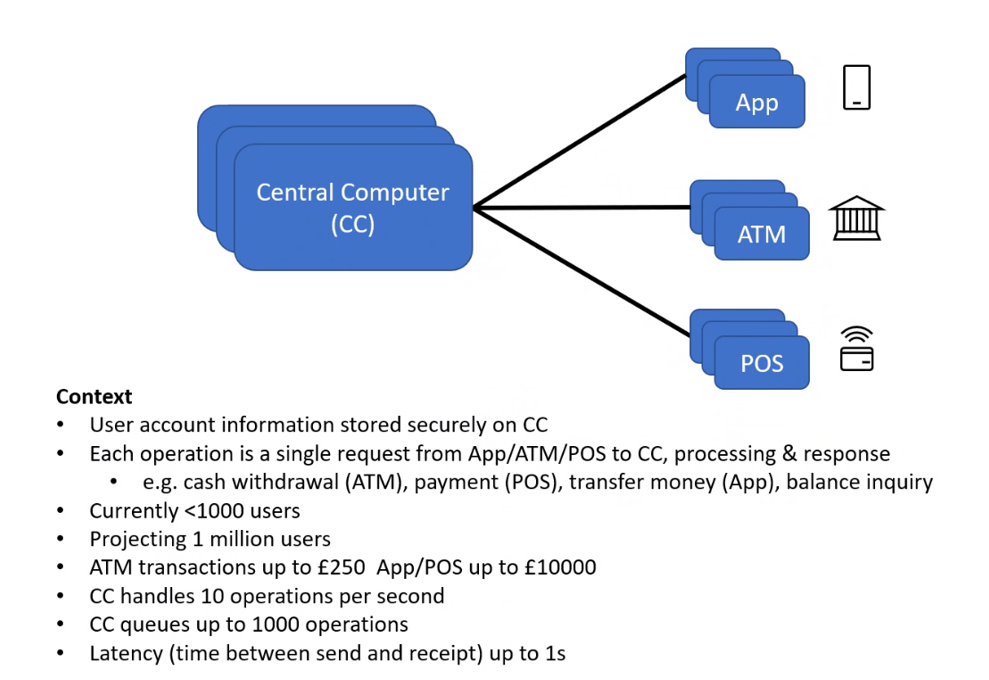 App
Central Computer
(CC)
ATM
POS
Context
• User account information stored securely on CC
• Each operation is a single request from App/ATM/POS to CC, processing & response
• e.g. cash withdrawal (ATM), payment (POS), transfer money (App), balance inquiry
• Currently <1000 users
• Projecting 1 million users
• ATM transactions up to £250  App/POS up to £10000
• CC handles 10 operations per second
• CC queues up to 1000 operations
• Latency (time between send and receipt) up to 1s